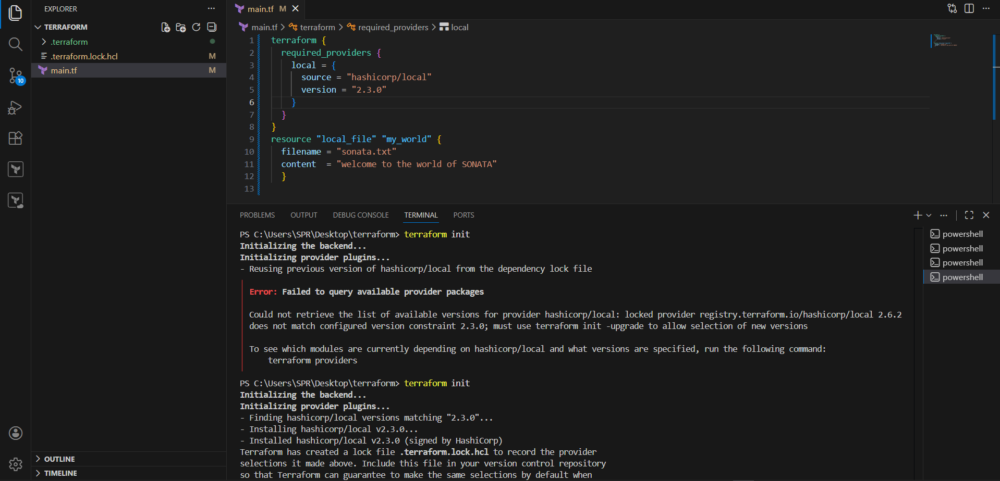 EXPLORER
TERRAFORM
.terraform
.terraform.lock.hcl M
main.tf M
10
OUTLINE
TIMELINE
main.tf M
main.tf > terraform > required_providers > local
1 terraform {
2 required_providers {
3 local = {
4 source = "hashicorp/local"
5 version = "2.3.0"
6 }
7 }
8 }
9 resource "local_file" "my_world" {
10 filename = "sonata.txt"
11 content  = "welcome to the world of SONATA"
12 }
13
PROBLEMS OUTPUT DEBUG CONSOLE TERMINAL PORTS
PS C:\Users\SPR\Desktop\terraform> terraform init
Initializing the backend...
Initializing provider plugins...
- Reusing previous version of hashicorp/local from the dependency lock file
Error: Failed to query available provider packages
Could not retrieve the list of available versions for provider hashicorp/local: locked provider registry.terraform.io/hashicorp/local 2.6.2
does not match configured version constraint 2.3.0; must use terraform init -upgrade to allow selection of new versions
To see which modules are currently depending on hashicorp/local and what versions are specified, run the following command:
terraform providers
PS C:\Users\SPR\Desktop\terraform> terraform init
Initializing the backend...
Initializing provider plugins...
- Finding hashicorp/local versions matching "2.3.0"...
- Installing hashicorp/local v2.3.0...
- Installed hashicorp/local v2.3.0 (signed by HashiCorp)
Terraform has created a lock file .terraform.lock.hcl to record the provider
selections it made above. Include this file in your version control repository
so that Terraform can guarantee to make the same selections by default when
powershell
powershell
powershell
powershell